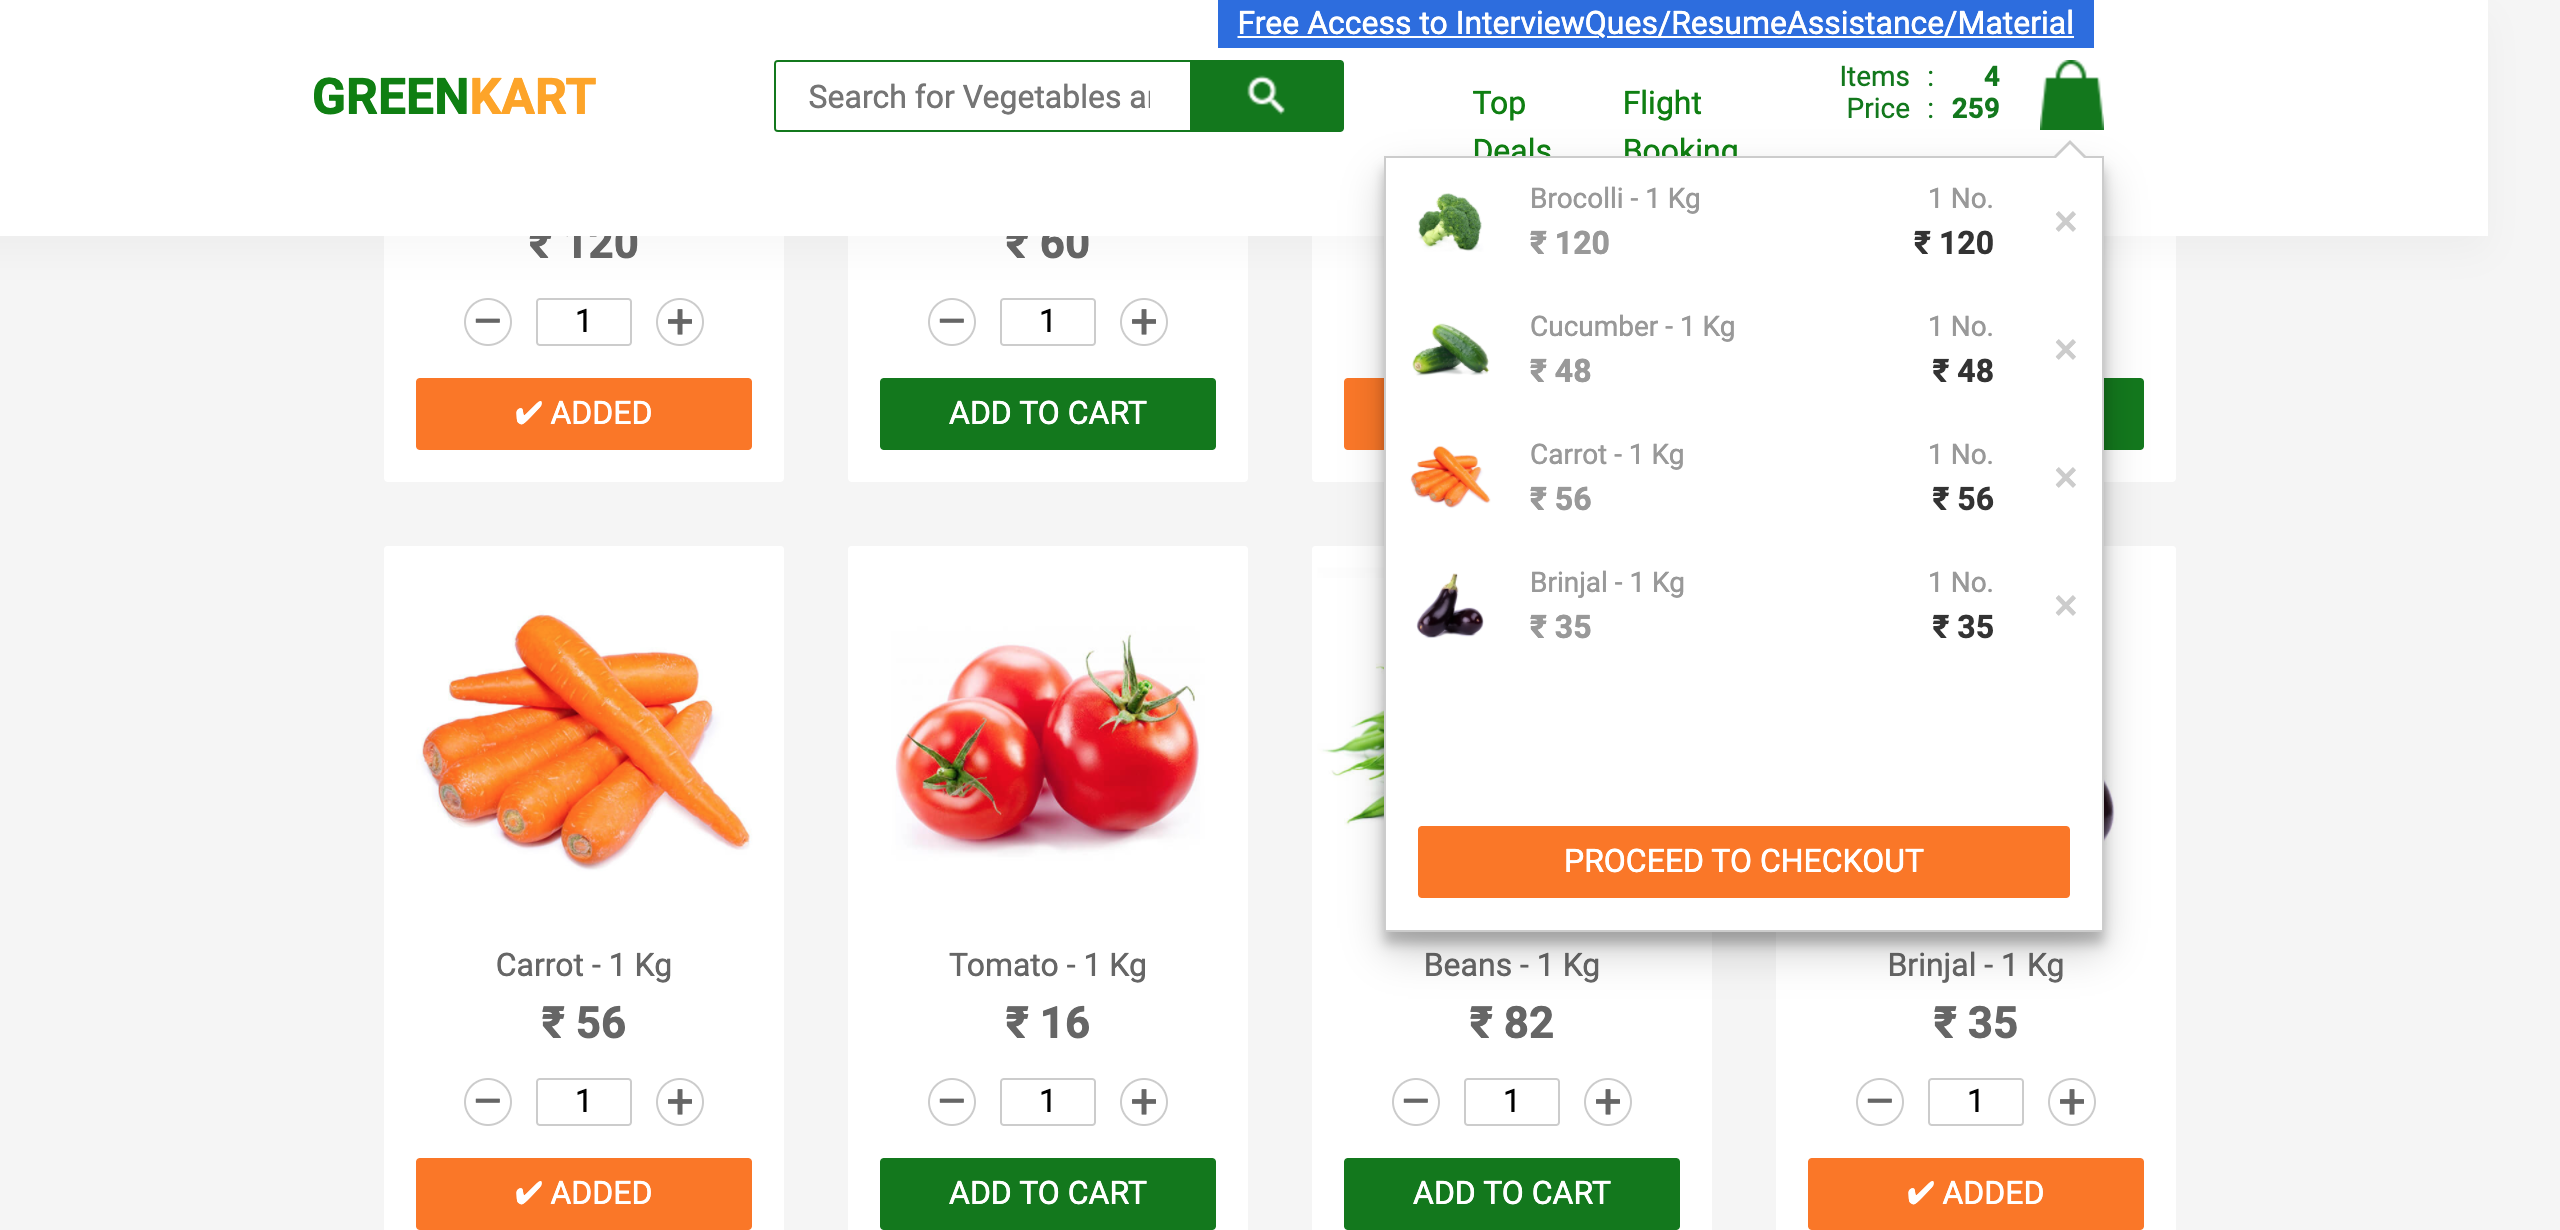 Free Access to InterviewQues/ResumeAssistance/Material
GREENKART
Search for Vegetables a
Top Deals
Flight Booking
Items : 4
Price : 259
Brocolli - 1 Kg 1 No.
₹ 120 ₹ 120
×
Cucumber - 1 Kg 1 No.
₹ 48 ₹ 48
×
Carrot - 1 Kg 1 No.
₹ 56 ₹ 56
×
Brinjal - 1 Kg 1 No.
₹ 35 ₹ 35
×
PROCEED TO CHECKOUT
₹ 120
₹ 60
− 1 +
− 1 +
✔ ADDED
ADD TO CART
Carrot - 1 Kg
₹ 56
− 1 +
✔ ADDED
Tomato - 1 Kg
₹ 16
− 1 +
ADD TO CART
Beans - 1 Kg
₹ 82
− 1 +
ADD TO CART
Brinjal - 1 Kg
₹ 35
− 1 +
✔ ADDED